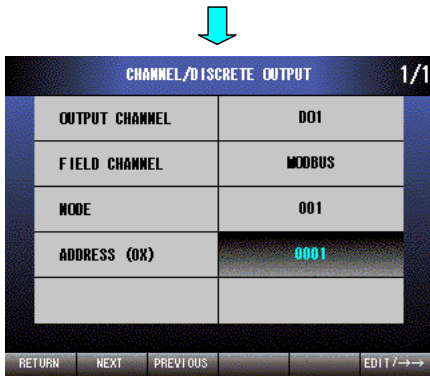 CHANNEL/DISCRETE OUTPUT 1/1
OUTPUT CHANNEL DO1
FIELD CHANNEL MODBUS
NODE 001
ADDRESS (0X) 0001
RETURN NEXT PREVIOUS EDIT/→→